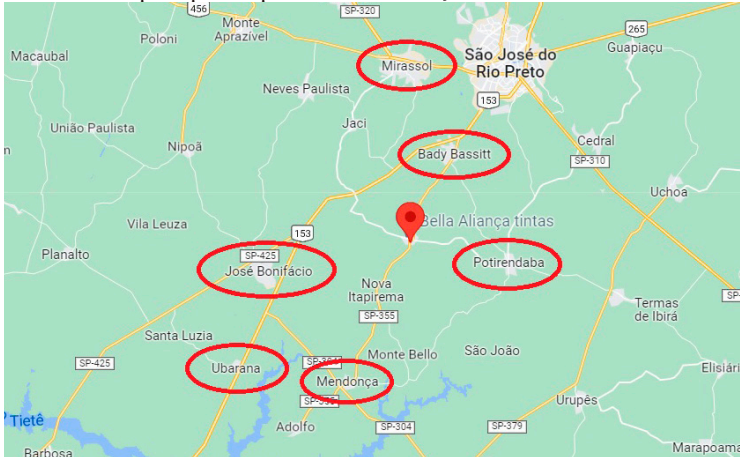 456
SP-320
Monte
Aprazível
Poloni
Macaubal
Mirassol
São José do
Rio Preto
265
Guapiaçu
Neves Paulista
153
Jaci
União Paulista
Nipoã
Bady Bassitt
Cedral
SP-310
Uchoa
Vila Leuza
153
Bella Aliança tintas
Planalto
SP-425
José Bonifácio
Potirendaba
Nova
Itapirema
Termas
de Ibirá
SP-355
Santa Luzia
Monte Bello
São João
SP-425
Ubarana
Mendonça
Elisiári
Urupês
Tietê
Adolfo
SP-304
SP-379
Barbosa
Marapoama